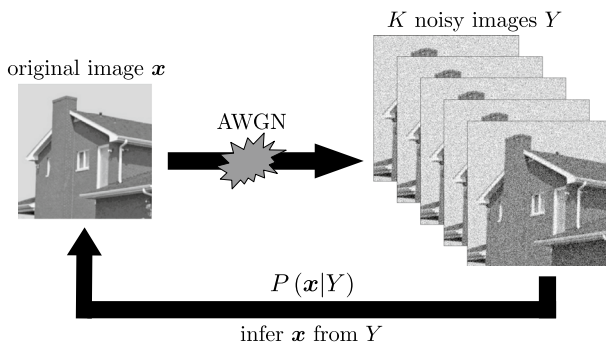 K noisy images Y
original image x
AWGN
P (x|Y)
infer x from Y